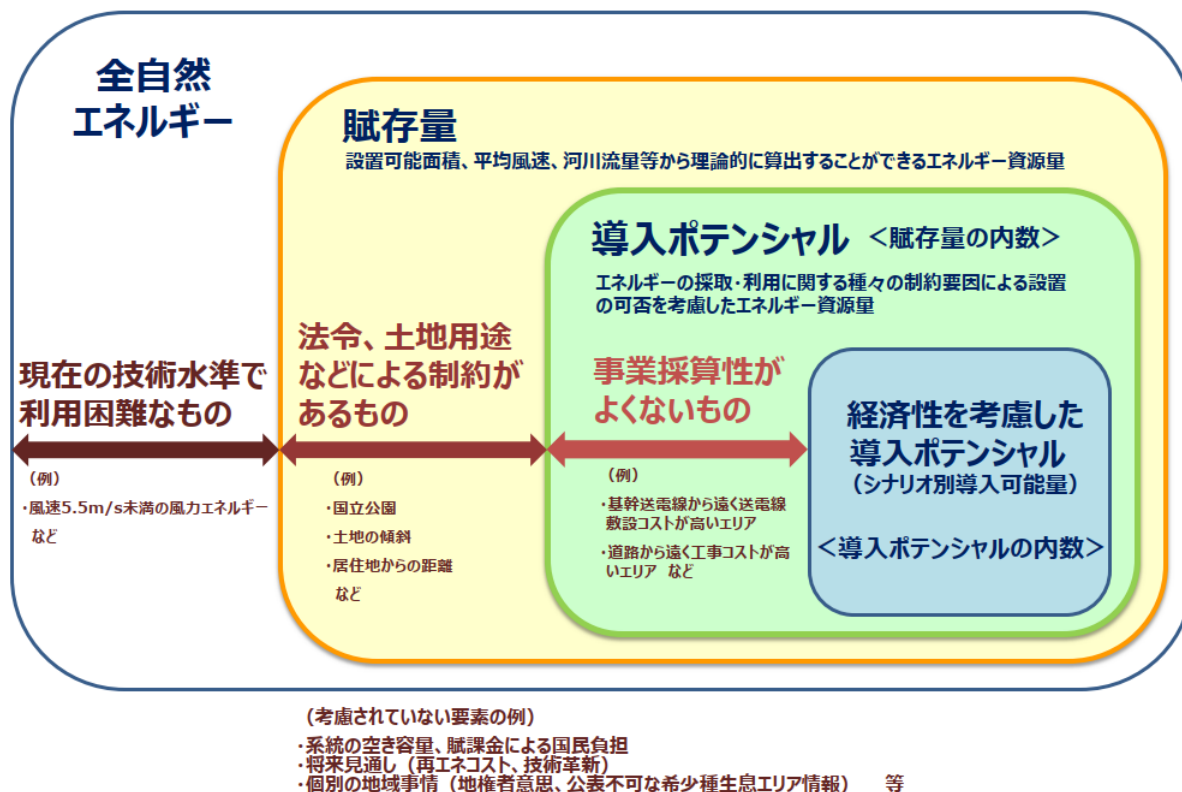 全自然
エネルギー
賦存量
設置可能面積、平均風速、河川流量等から理論的に算出することができるエネルギー資源量
導入ポテンシャル <賦存量の内数>
エネルギーの採取・利用に関する種々の制約要因による設置
の可否を考慮したエネルギー資源量
現在の技術水準で
利用困難なもの
(例)
・風速5.5m/s未満の風力エネルギー
など
法令、土地用途
などによる制約が
あるもの
(例)
・国立公園
・土地の傾斜
・居住地からの距離
など
事業採算性が
よくないもの
(例)
・基幹送電線から遠く送電線
敷設コストが高いエリア
・道路から遠く工事コストが高
いエリア など
経済性を考慮した
導入ポテンシャル
(シナリオ別導入可能量)
<導入ポテンシャルの内数>
(考慮されていない要素の例)
・系統の空き容量、賦課金による国民負担
・将来見通し(再エネコスト、技術革新)
・個別の地域事情(地権者意思、公表不可な希少種生息エリア情報) 等